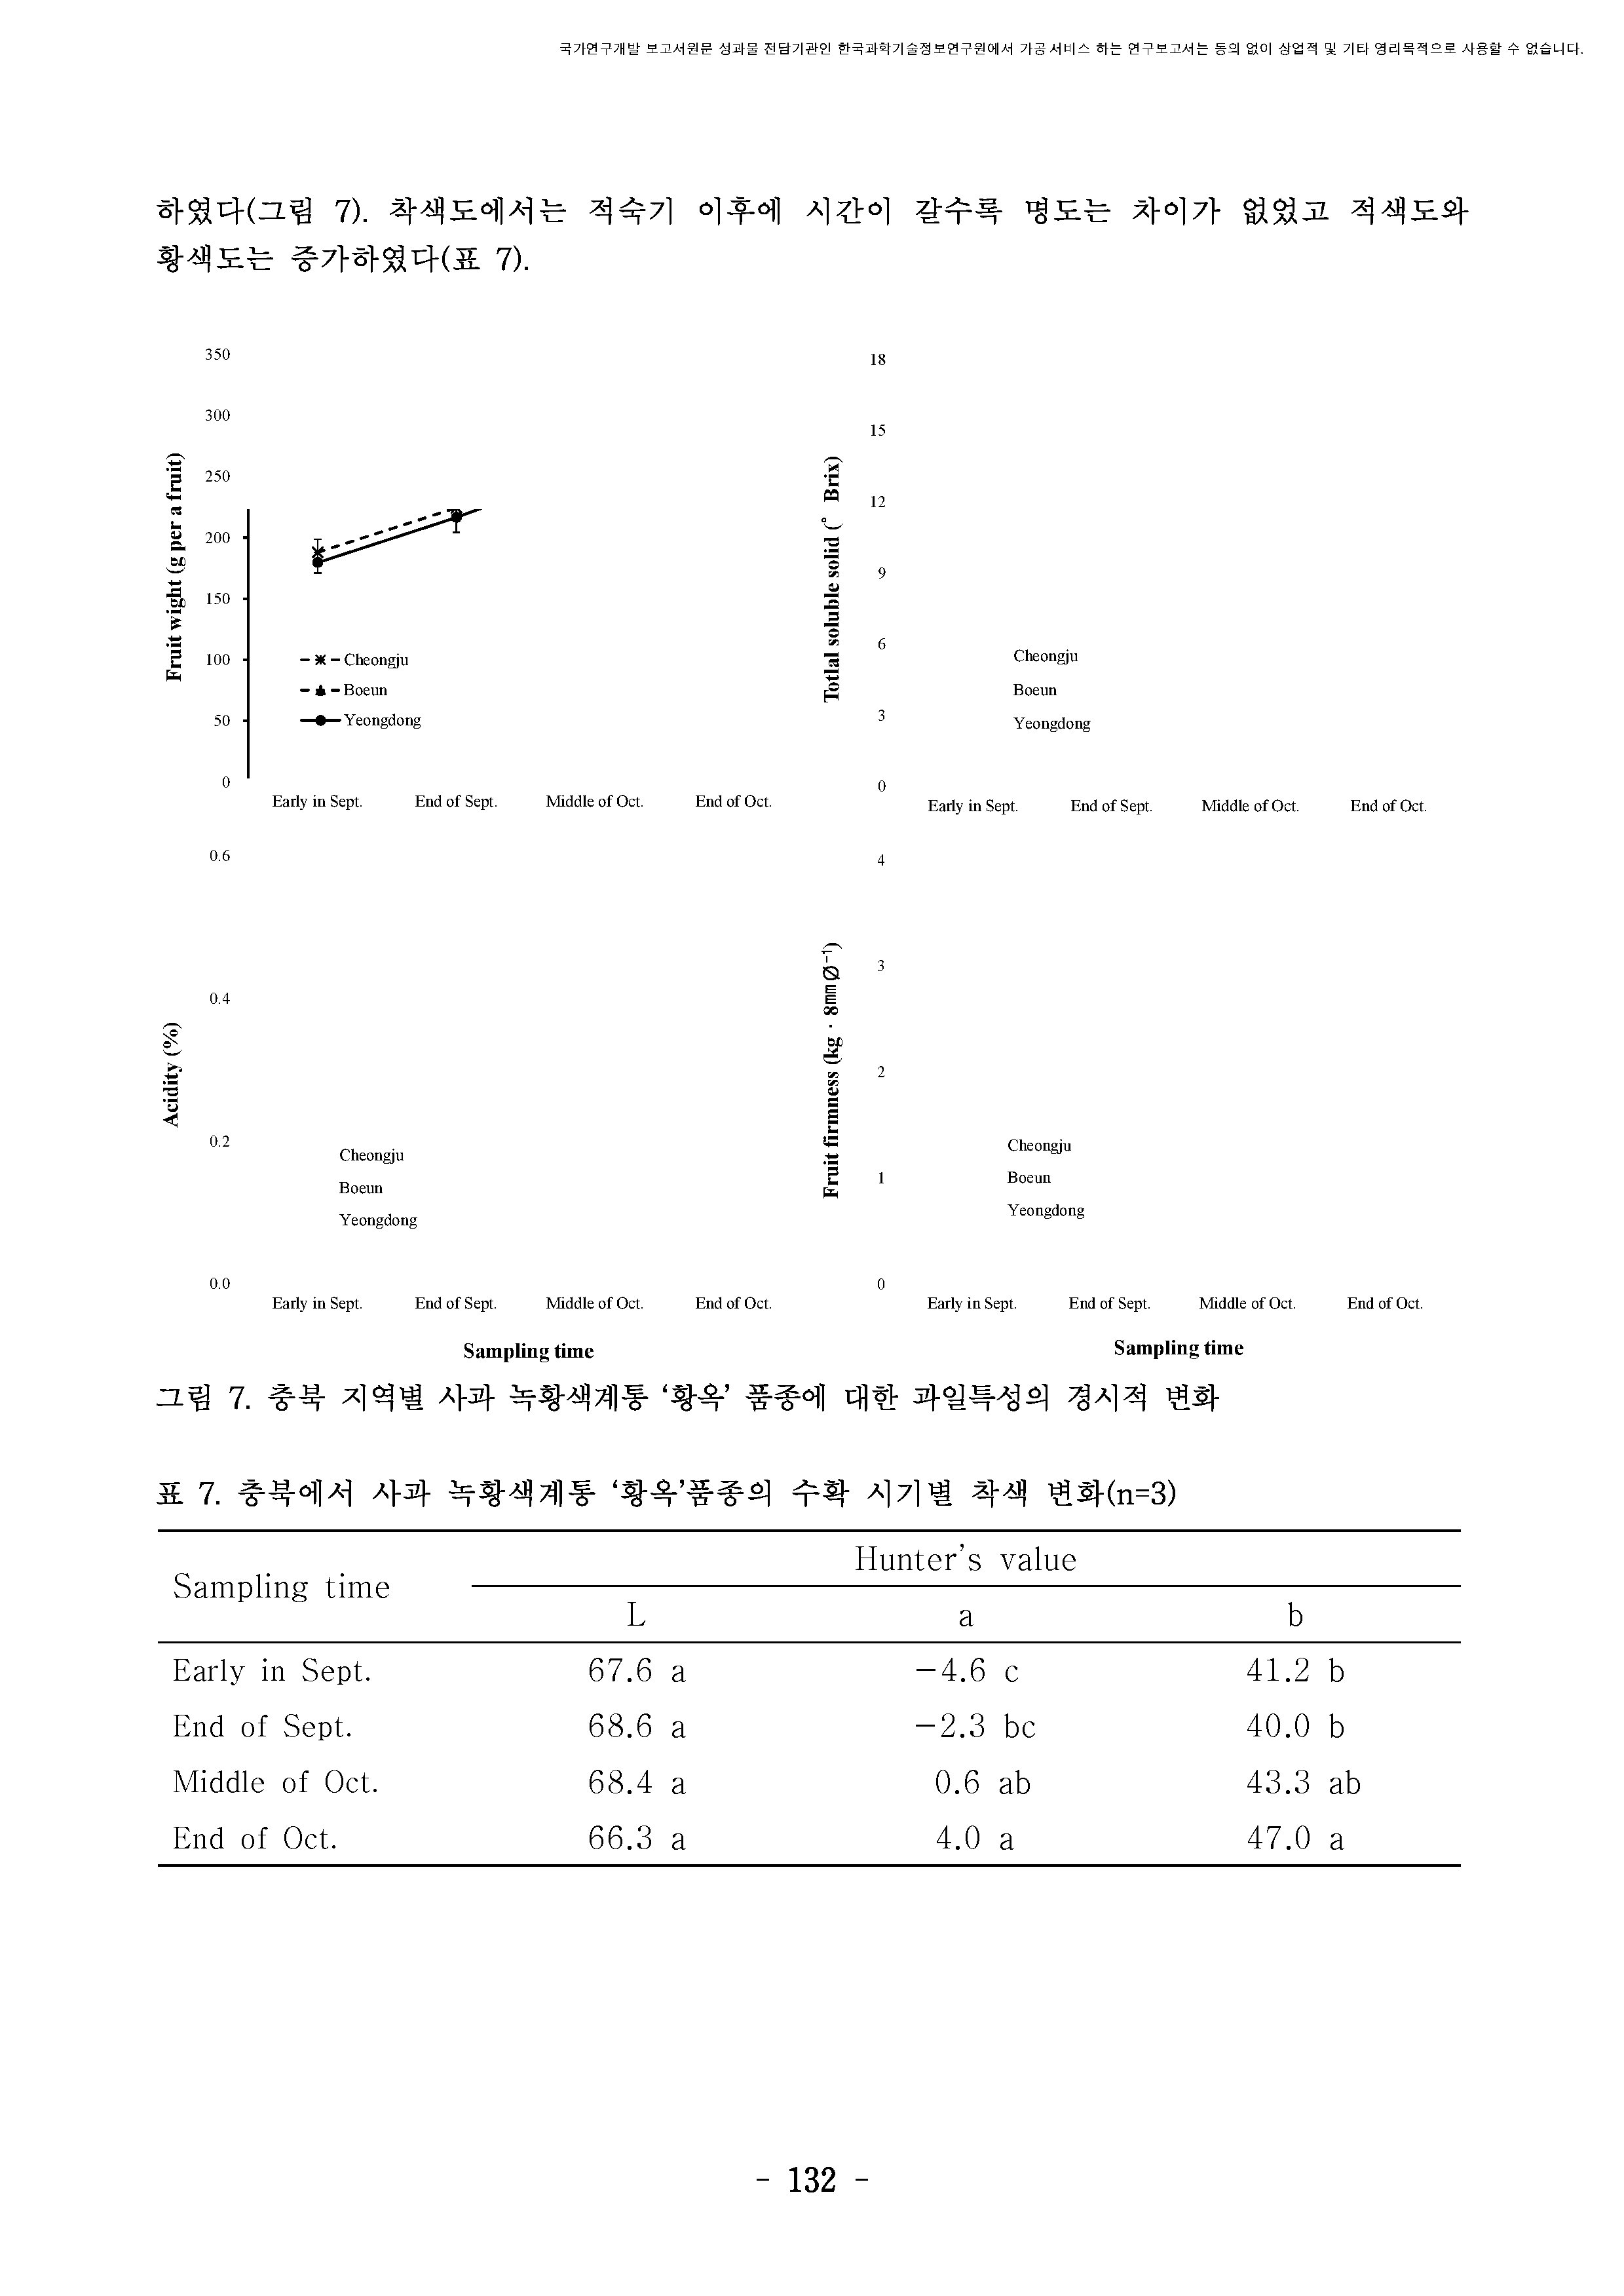 국가연구개발 보고서원문 성과물 전담기관인 한국과학기술정보연구원에서 가공·서비스 하는 연구보고서는 동의 없이 상업적 및 기타 영리목적으로 사용할 수 없습니다.
하였다(그림 7). 착색도에서는 적숙기 이후에 시간이 갈수록 명도는 차이가 없었고 적색도와
황색도는 증가하였다(표 7).
Fruit wight (g per a fruit)
350
300
250
200
150
100
50
0
Cheongju
Boeun
Yeongdong
Early in Sept. End of Sept. Middle of Oct. End of Oct.
Totlal soluble solid (° Brix)
18
15
12
9
6
3
0
Cheongju
Boeun
Yeongdong
Early in Sept. End of Sept. Middle of Oct. End of Oct.
Acidity (%)
0.6
0.4
0.2
0.0
Cheongju
Boeun
Yeongdong
Early in Sept. End of Sept. Middle of Oct. End of Oct.
Sampling time
Fruit firmness (kg · 8㎜Ø⁻¹)
4
3
2
1
0
Cheongju
Boeun
Yeongdong
Early in Sept. End of Sept. Middle of Oct. End of Oct.
Sampling time
그림 7. 충북 지역별 사과 녹황색계통 ‘황옥’ 품종에 대한 과일특성의 경시적 변화
표 7. 충북에서 사과 녹황색계통 ‘황옥’품종의 수확 시기별 착색 변화(n=3)
Sampling time Hunter’s value
L a b
Early in Sept. 67.6 a −4.6 c 41.2 b
End of Sept. 68.6 a −2.3 bc 40.0 b
Middle of Oct. 68.4 a 0.6 ab 43.3 ab
End of Oct. 66.3 a 4.0 a 47.0 a
- 132 -